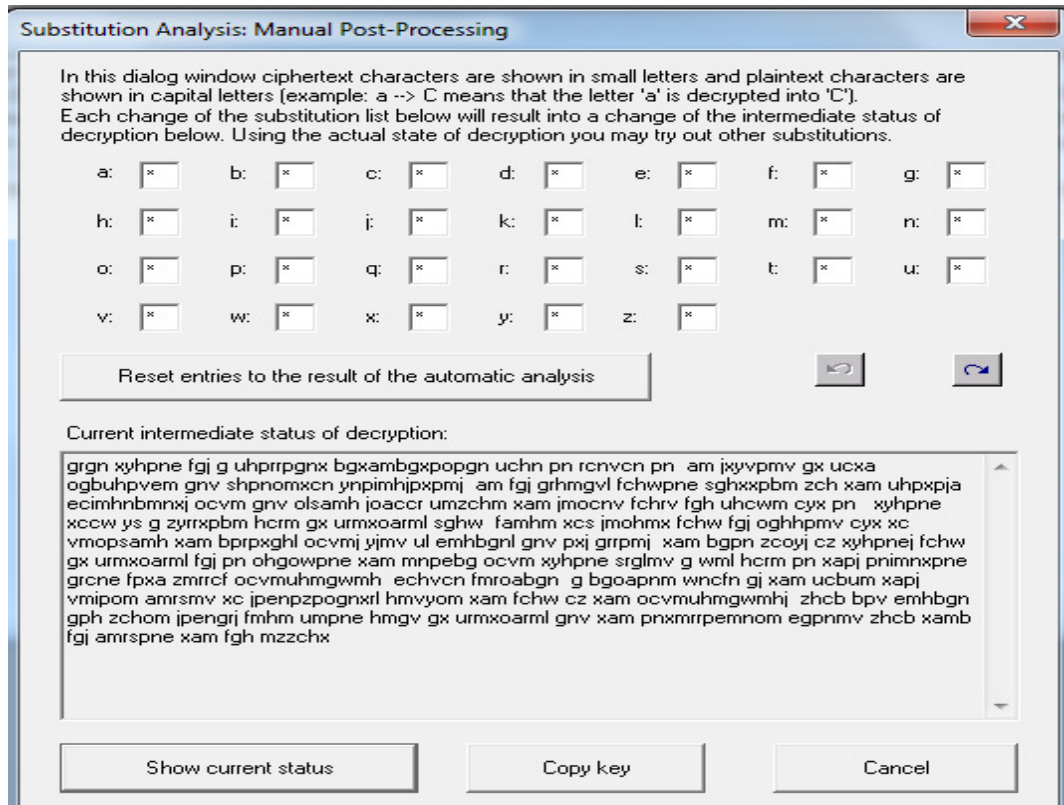 Substitution Analysis: Manual Post-Processing
In this dialog window ciphertext characters are shown in small letters and plaintext characters are
shown in capital letters (example: a --> C means that the letter 'a' is decrypted into 'C').
Each change of the substitution list below will result into a change of the intermediate status of
decryption below. Using the actual state of decryption you may try out other substitutions.
a: * b: * c: * d: * e: * f: * g: *
h: * i: * j: * k: * l: * m: * n: *
o: * p: * q: * r: * s: * t: * u: *
v: * w: * x: * y: * z: *
Reset entries to the result of the automatic analysis
Current intermediate status of decryption:
grgn xyhpne fgj g uhprrpgnx bgxambgxpopgn uchn pn rcnvcn pn am jxyvpmv gx ucxa
ogbuhpvem gnv shpnomxcn ynpimhjpxpmj am fgj grhmgvl fchwpne sghxxpbm zch xam uhpxpja
ecimhnbmnxj ocvm gnv olsamh joaccr umzchm xam jmocnv fchrv fgh uhcwm cyx pn xyhpne
xccw ys g zyrrxpbm hcrm gx urmxoarml sghw famhm xcs jmohmx fchw fgj oghhpmv cyx xc
vmopsamh xam bprpxghl ocvmj yjmv ul emhbgnl gnv pxj grrpmj xam bgpn zcoyj cz xyhpnej fchw
gx urmxoarml fgj pn ohgowpne xam mnpebg ocvm xyhpne srglmv g wml hcrm pn xapj pnimnxpne
grcne fpxa zmrrcf ocvmuhmgwmh echvcn fmroabgn g bgoapnm wncfn gj xam ucbum xapj
vmipom amrsmv xc jpenpzpognxrl hmvyom xam fchw cz xam ocvmuhmgwmhj zhcb bpv emhbgn
gph zchom jpengrj fmhm umpne hmgv gx urmxoarml gnv xam pnxmrrpemnom egpnmv zhcb xamb
fgj amrspne xam fgh mzzchx
Show current status Copy key Cancel